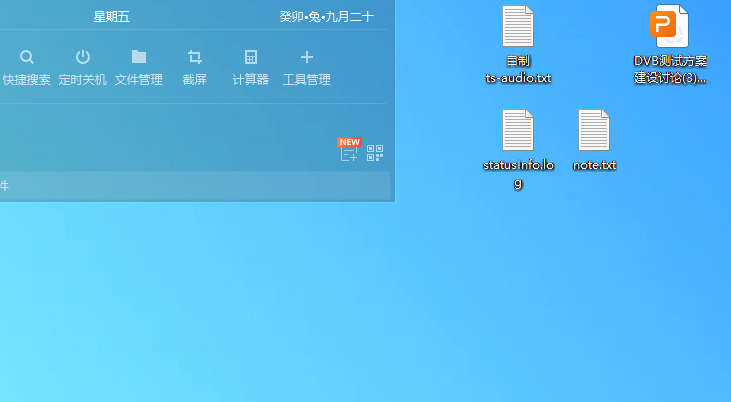 星期五
癸卯•兔•九月二十
快捷搜索
定时关机
文件管理
截屏
计算器
工具管理
NEW
件
自制
ts-audio.txt
P
DVB测试方案
建设讨论(3)...
statusInfo.lo
g
note.txt